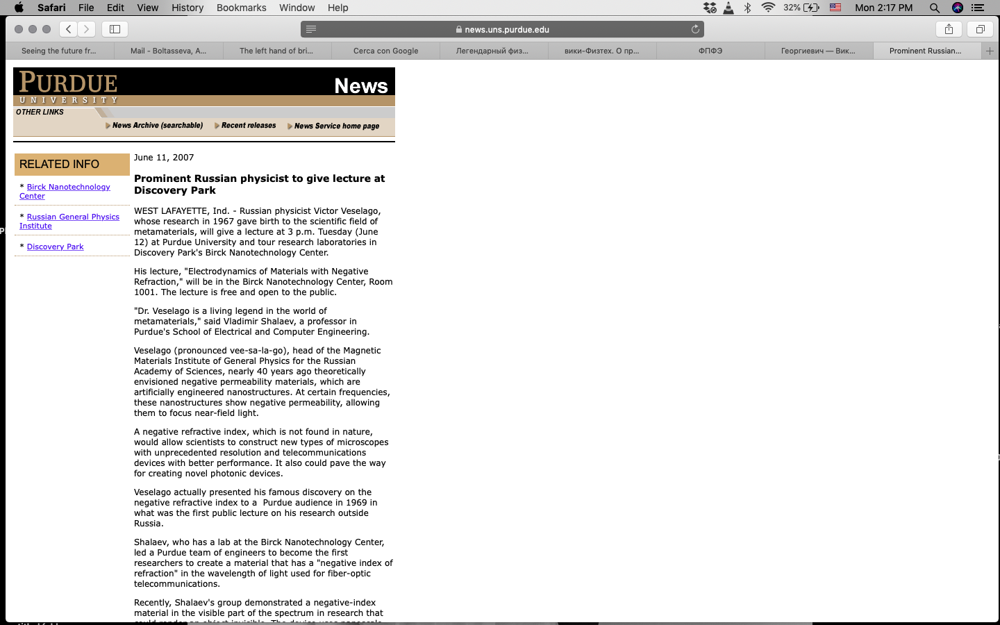 Safari File Edit View History Bookmarks Window Help 32% Mon 2:17 PM
news.uns.purdue.edu
Seeing the future fr... Mail - Boltasseva, A... The left hand of bri... Cerca con Google Легендарный физ... вики-Физтех. О пр... ФПФЭ Георгиевич — Вик... Prominent Russian...
PURDUE
UNIVERSITY
News
OTHER LINKS
News Archive (searchable) Recent releases News Service home page
RELATED INFO
* Birck Nanotechnology
Center
* Russian General Physics
Institute
* Discovery Park
June 11, 2007
Prominent Russian physicist to give lecture at
Discovery Park
WEST LAFAYETTE, Ind. - Russian physicist Victor Veselago,
whose research in 1967 gave birth to the scientific field of
metamaterials, will give a lecture at 3 p.m. Tuesday (June
12) at Purdue University and tour research laboratories in
Discovery Park's Birck Nanotechnology Center.
His lecture, "Electrodynamics of Materials with Negative
Refraction," will be in the Birck Nanotechnology Center, Room
1001. The lecture is free and open to the public.
"Dr. Veselago is a living legend in the world of
metamaterials," said Vladimir Shalaev, a professor in
Purdue's School of Electrical and Computer Engineering.
Veselago (pronounced vee-sa-la-go), head of the Magnetic
Materials Institute of General Physics for the Russian
Academy of Sciences, nearly 40 years ago theoretically
envisioned negative permeability materials, which are
artificially engineered nanostructures. At certain frequencies,
these nanostructures show negative permeability, allowing
them to focus near-field light.
A negative refractive index, which is not found in nature,
would allow scientists to construct new types of microscopes
with unprecedented resolution and telecommunications
devices with better performance. It also could pave the way
for creating novel photonic devices.
Veselago actually presented his famous discovery on the
negative refractive index to a  Purdue audience in 1969 in
what was the first public lecture on his research outside
Russia.
Shalaev, who has a lab at the Birck Nanotechnology Center,
led a Purdue team of engineers to become the first
researchers to create a material that has a "negative index of
refraction" in the wavelength of light used for fiber-optic
telecommunications.
Recently, Shalaev's group demonstrated a negative-index
material in the visible part of the spectrum in research that